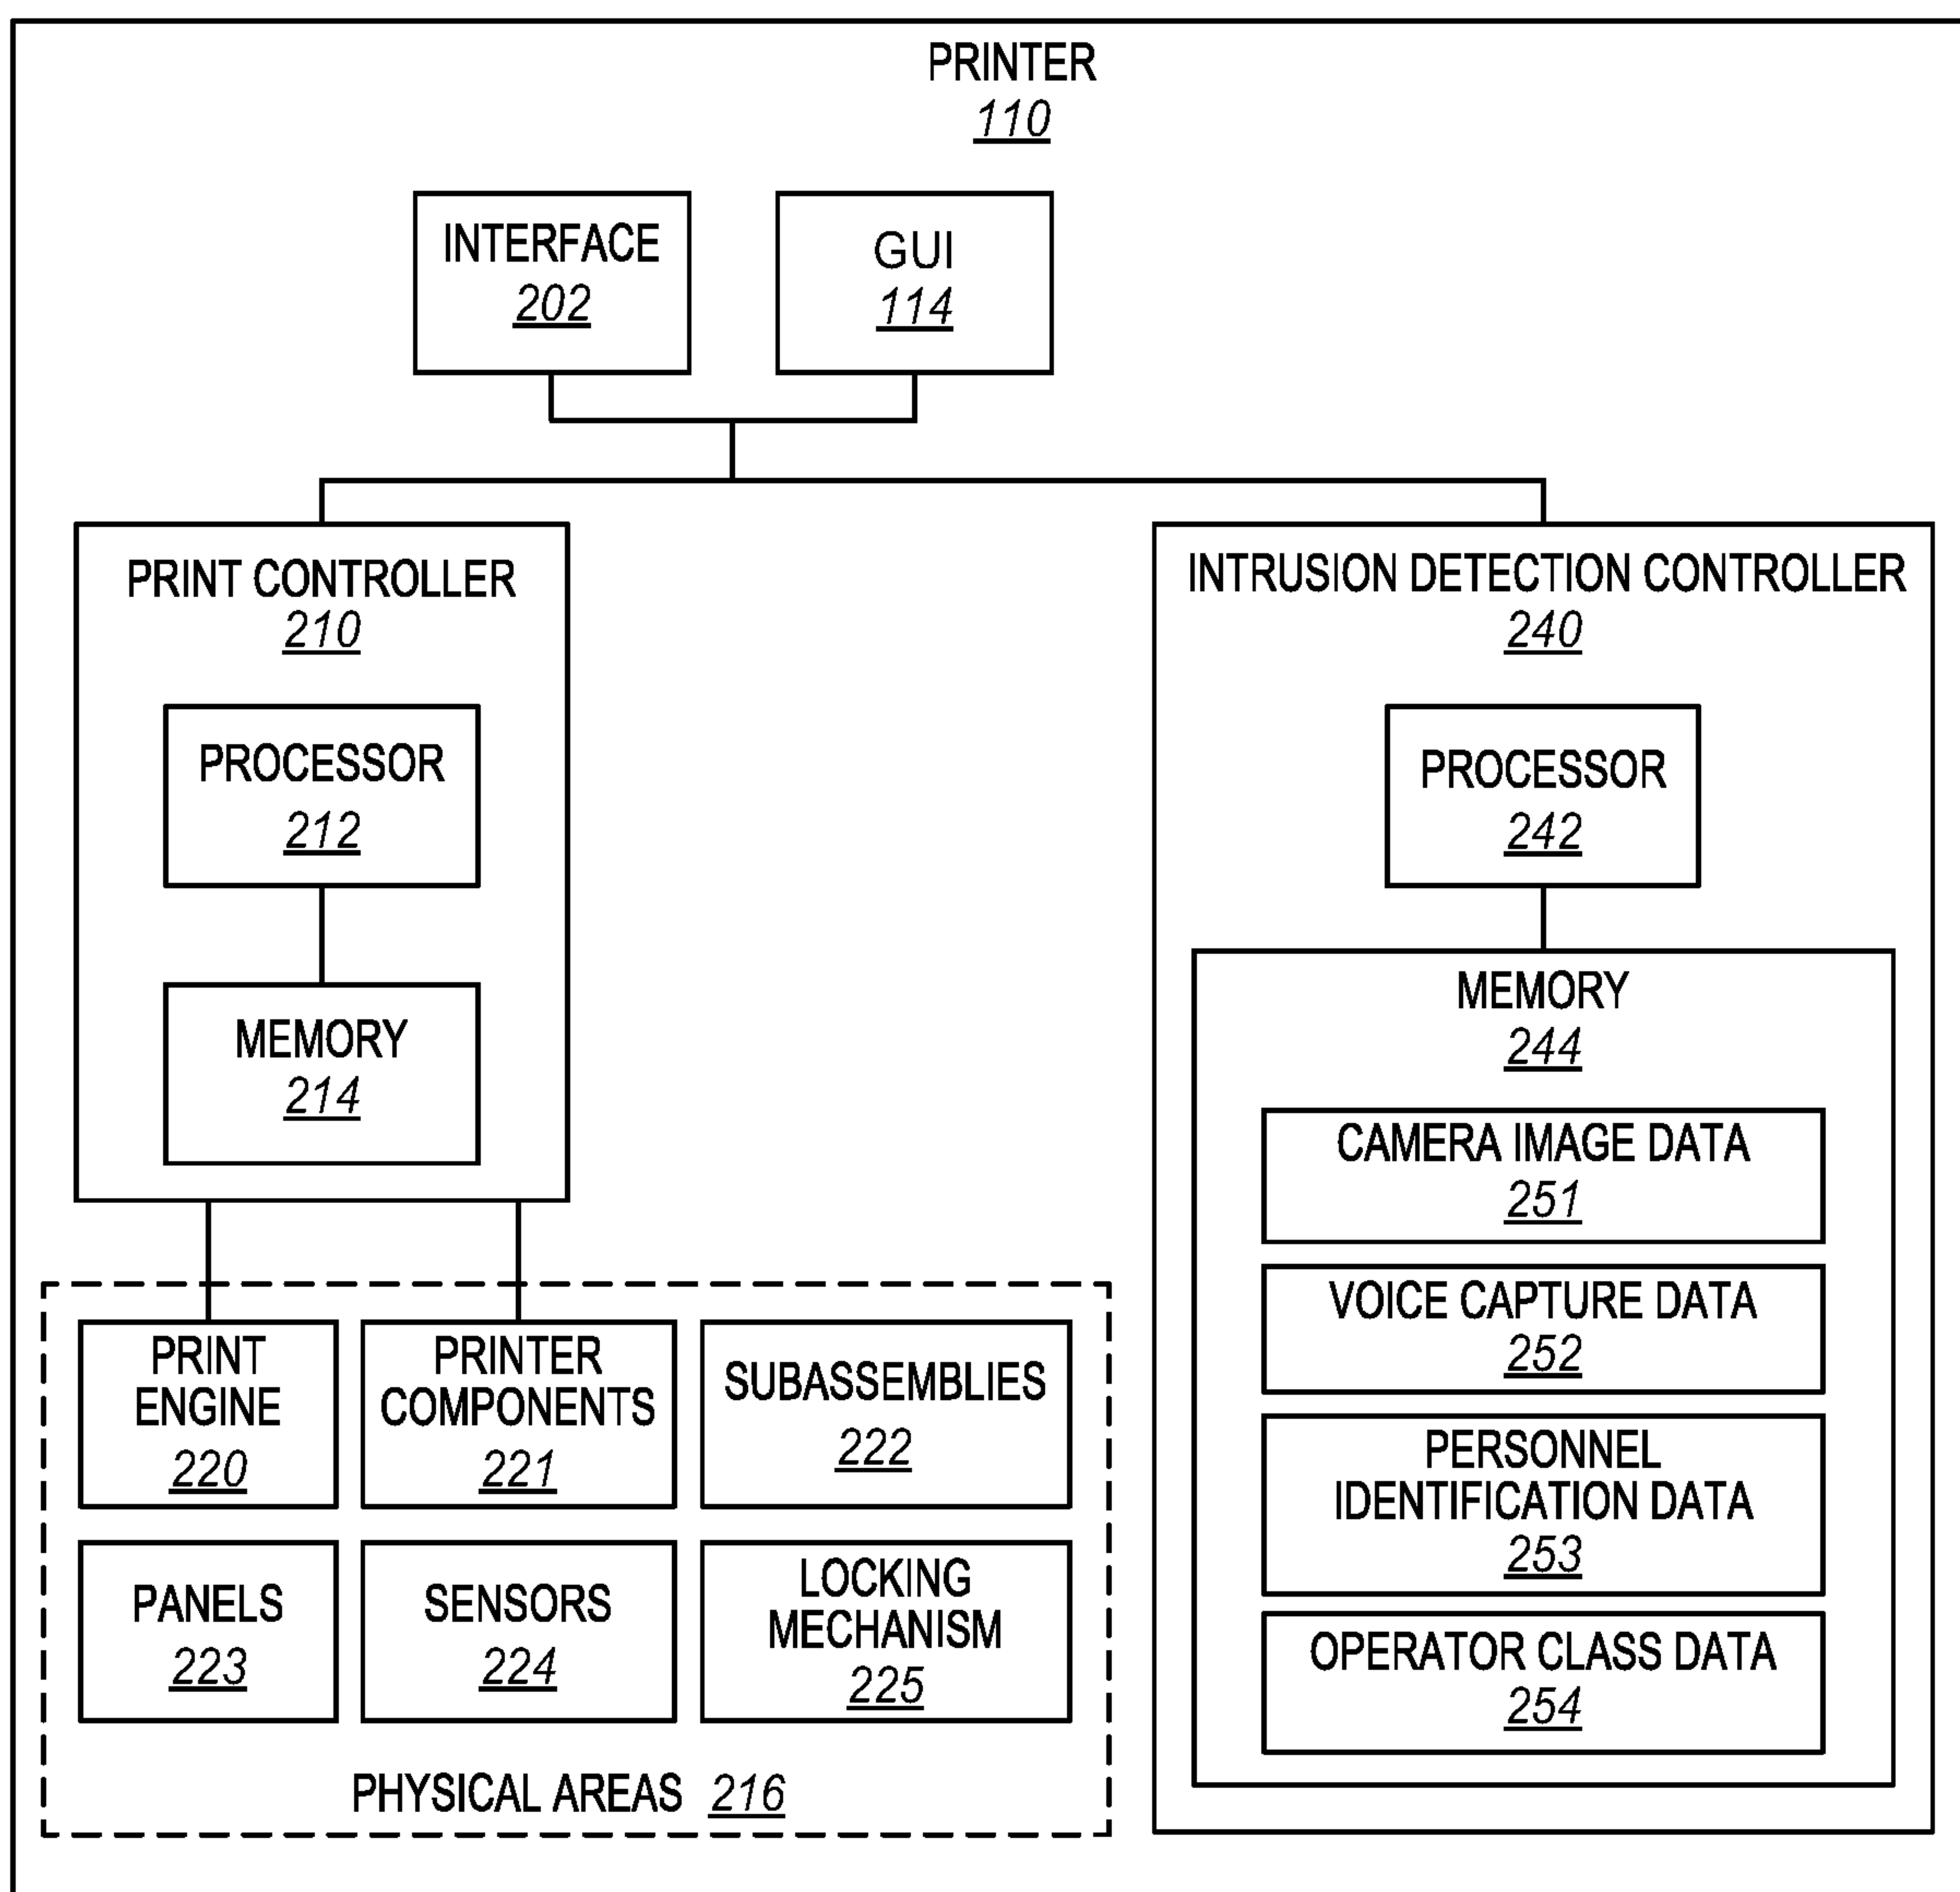 PRINTER
110
INTERFACE
202
GUI
114
PRINT CONTROLLER
210
PROCESSOR
212
MEMORY
214
PRINT
ENGINE
220
PRINTER
COMPONENTS
221
SUBASSEMBLIES
222
PANELS
223
SENSORS
224
LOCKING
MECHANISM
225
PHYSICAL AREAS 216
INTRUSION DETECTION CONTROLLER
240
PROCESSOR
242
MEMORY
244
CAMERA IMAGE DATA
251
VOICE CAPTURE DATA
252
PERSONNEL
IDENTIFICATION DATA
253
OPERATOR CLASS DATA
254